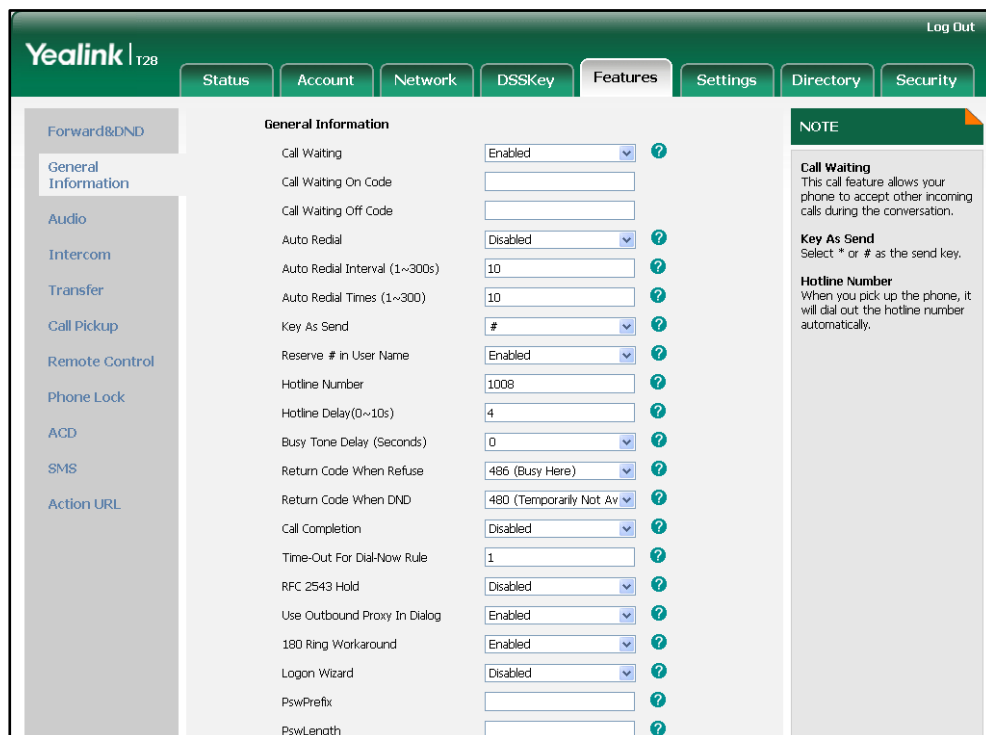 Log Out
Yealink T28
Status Account Network DSSKey Features Settings Directory Security
Forward&DND
General
Information
Audio
Intercom
Transfer
Call Pickup
Remote Control
Phone Lock
ACD
SMS
Action URL
General Information
Call Waiting Enabled ?
Call Waiting On Code
Call Waiting Off Code
Auto Redial Disabled ?
Auto Redial Interval (1~300s) 10 ?
Auto Redial Times (1~300) 10 ?
Key As Send # ?
Reserve # in User Name Enabled ?
Hotline Number 1008 ?
Hotline Delay(0~10s) 4 ?
Busy Tone Delay (Seconds) 0 ?
Return Code When Refuse 486 (Busy Here) ?
Return Code When DND 480 (Temporarily Not Av ?
Call Completion Disabled ?
Time-Out For Dial-Now Rule 1 ?
RFC 2543 Hold Disabled ?
Use Outbound Proxy In Dialog Enabled ?
180 Ring Workaround Enabled ?
Logon Wizard Disabled ?
PswPrefix ?
PswLength ?
NOTE
Call Waiting
This call feature allows your
phone to accept other incoming
calls during the conversation.
Key As Send
Select * or # as the send key.
Hotline Number
When you pick up the phone, it
will dial out the hotline number
automatically.